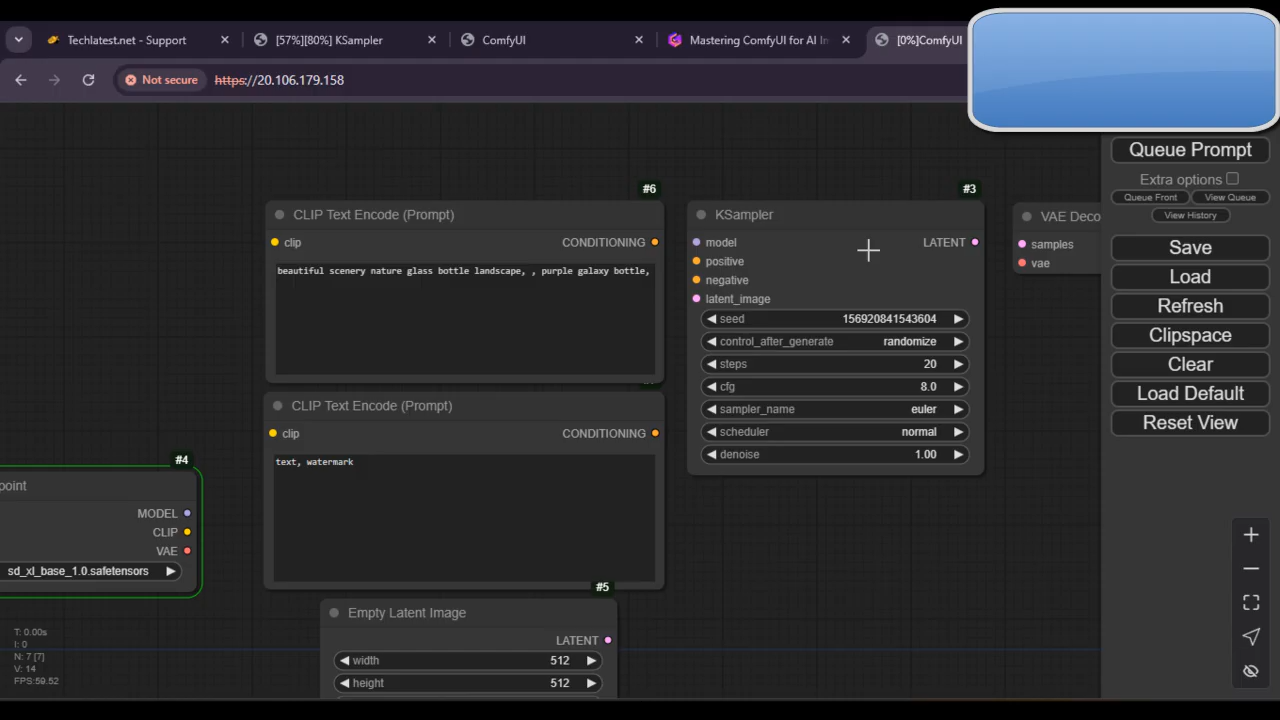 Techlatest.net - Support
[57%][80%] KSampler
ComfyUI
Mastering ComfyUI for AI In
[0%]ComfyUI
Not secure
https://20.106.179.158
#6
CLIP Text Encode (Prompt)
clip
CONDITIONING
beautiful scenery nature glass bottle landscape, , purple galaxy bottle,
CLIP Text Encode (Prompt)
clip
CONDITIONING
text, watermark
#4
point
MODEL
CLIP
VAE
sd_xl_base_1.0.safetensors
#5
Empty Latent Image
LATENT
width 512
height 512
#3
KSampler
model
LATENT
positive
negative
latent_image
seed 156920841543604
control_after_generate randomize
steps 20
cfg 8.0
sampler_name euler
scheduler normal
denoise 1.00
VAE Deco
samples
vae
Queue Prompt
Extra options
Queue Front
View Queue
View History
Save
Load
Refresh
Clipspace
Clear
Load Default
Reset View
T: 0.00s
I: 0
N: 7 [7]
V: 14
FPS:59.52